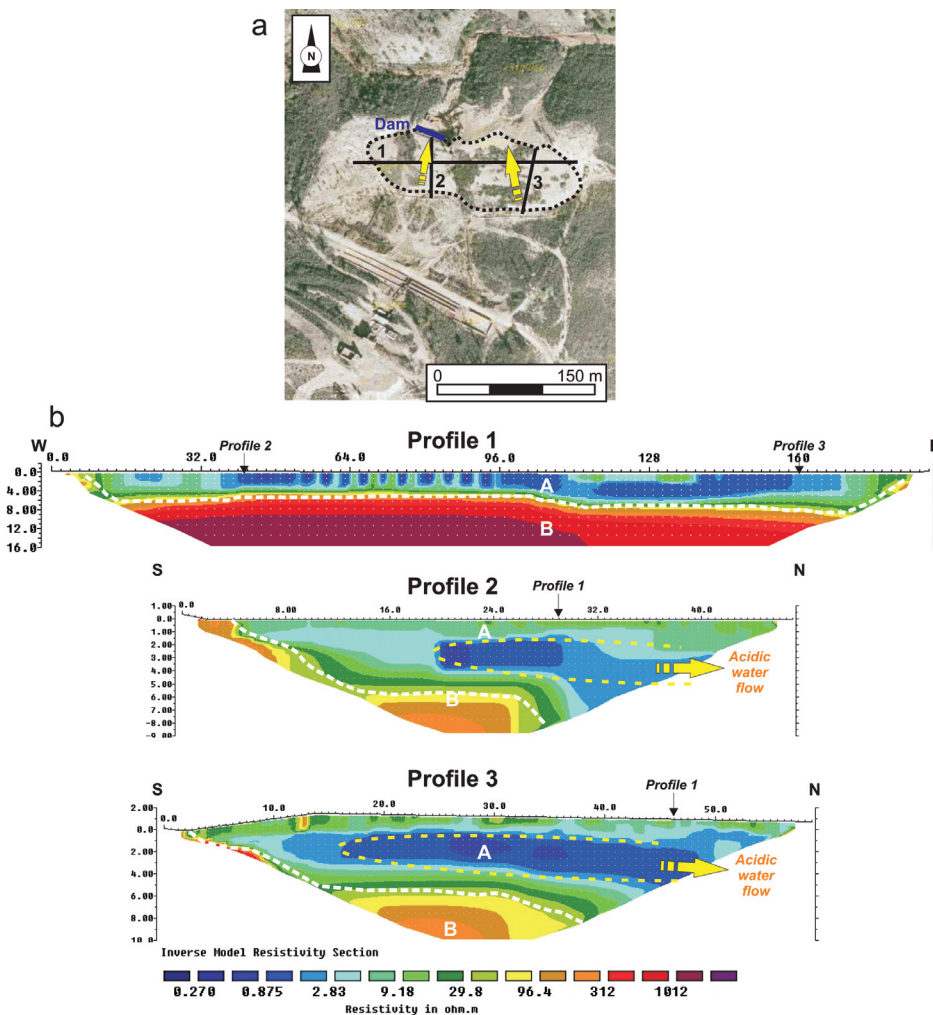 a
N
Dam
1
2
3
0 150 m
b
W Profile 2 Profile 1 Profile 3
0.0 32.0 64.0 96.0 128 160
0.0
4.00
8.00
12.0
16.0
A
B
S Profile 2 N
Profile 1
1.00
0.0 8.00 16.0 24.0 32.0 40.0
0.0
-1.00
-2.00
-3.00
-4.00
-5.00
-6.00
-7.00
-8.00
-9.00
A
B
Acidic
water
flow
S Profile 3 N
Profile 1
2.00
0.0 10.0 20.0 30.0 40.0 50.0
0.0
2.00
4.00
6.00
8.00
10.0
A
B
Acidic
water
flow
Inverse Model Resistivity Section
0.270 0.875 2.83 9.18 29.8 96.4 312 1012
Resistivity in ohm.m